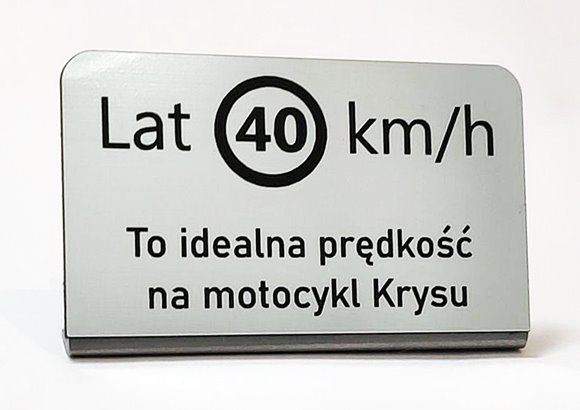 Lat 40 km/h
To idealna prędkość
na motocykl Krysu